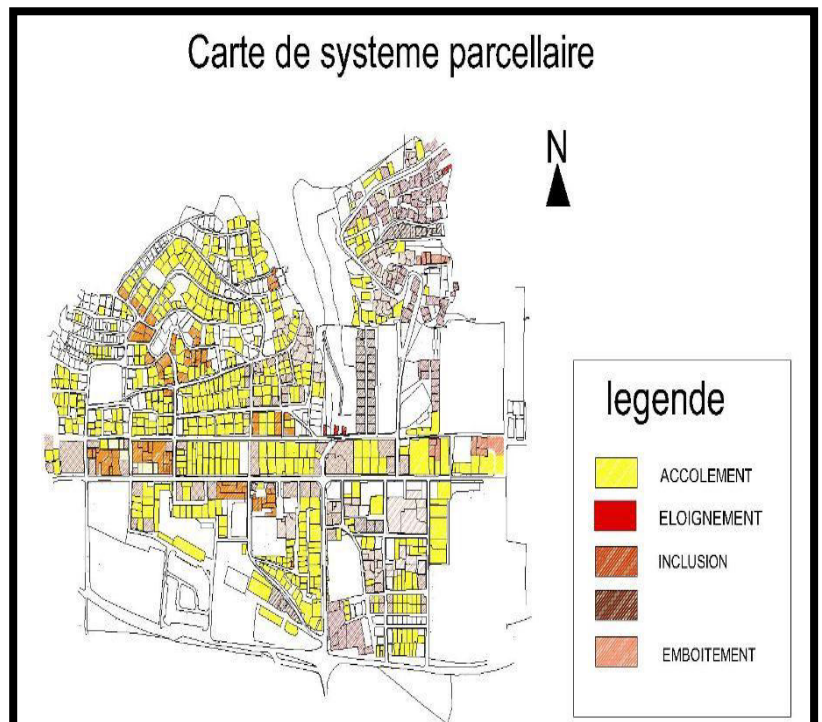 Carte de systeme parcellaire
N
legende
ACCOLEMENT
ELOIGNEMENT
INCLUSION
EMBOITEMENT